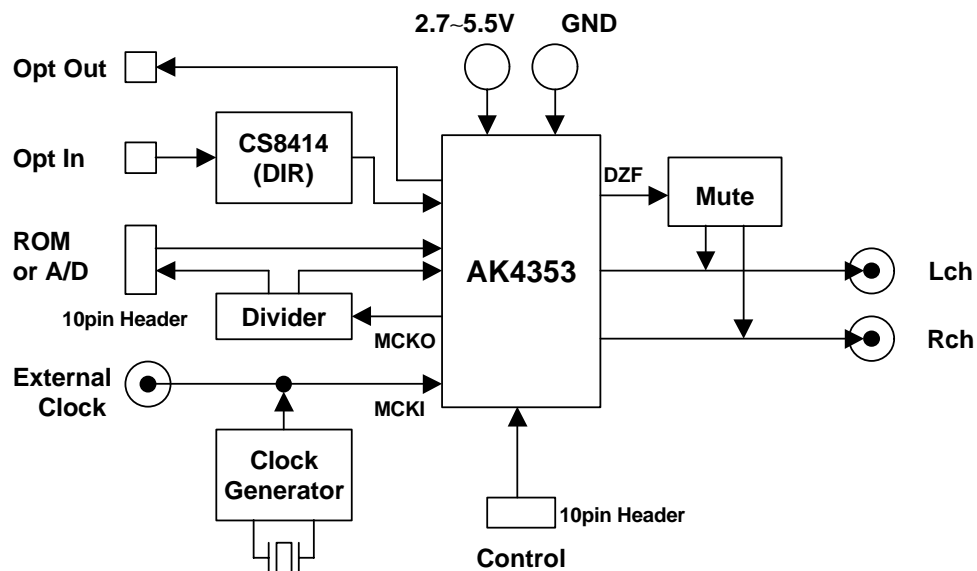 2.7~5.5V
GND
Opt Out
Opt In
CS8414
(DIR)
DZF
Mute
ROM
or A/D
AK4353
Lch
10pin Header
Divider
MCKO
Rch
External
Clock
MCKI
Clock
Generator
10pin Header
Control